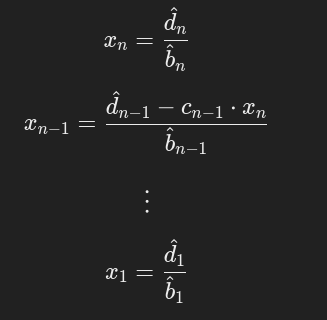 $x_n = \frac{\hat{d}_n}{\hat{b}_n}$
$x_{n-1} = \frac{\hat{d}_{n-1} - c_{n-1} \cdot x_n}{\hat{b}_{n-1}}$
$\vdots$
$x_1 = \frac{\hat{d}_1}{\hat{b}_1}$